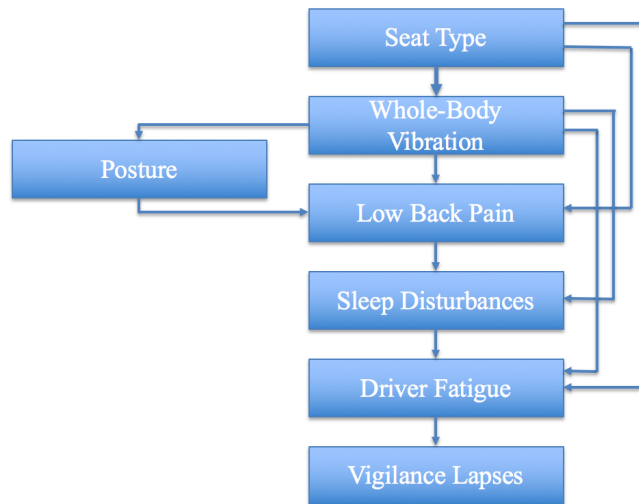 Seat Type
Whole-Body
Vibration
Posture
Low Back Pain
Sleep Disturbances
Driver Fatigue
Vigilance Lapses